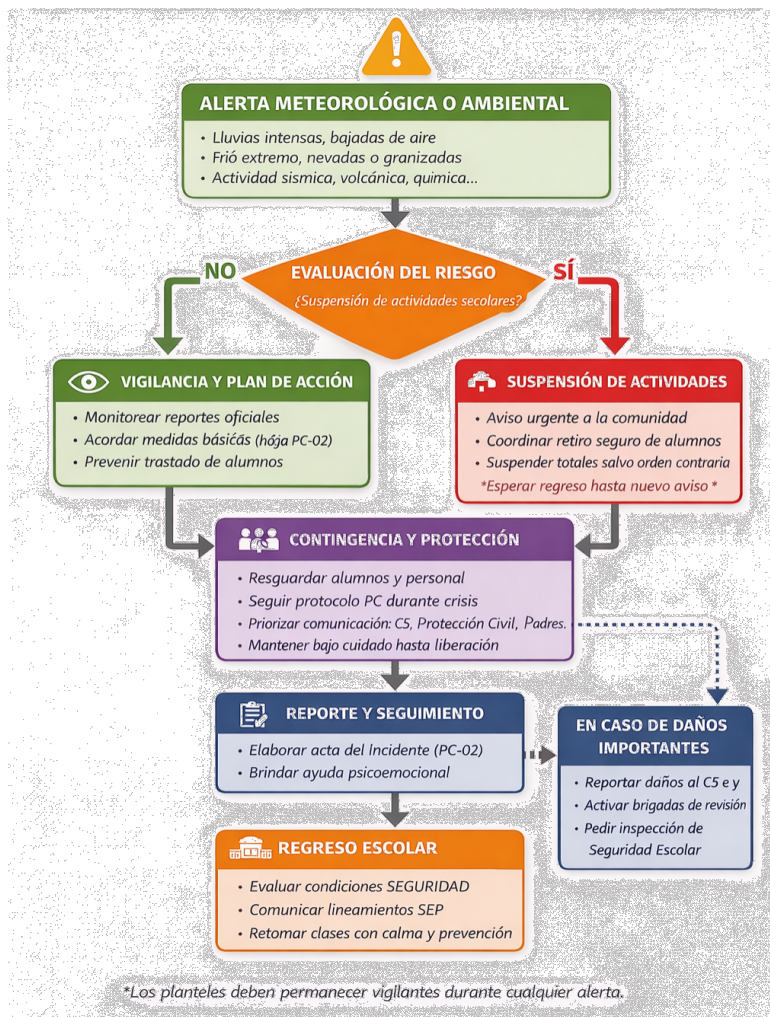 ALERTA METEOROLÓGICA O AMBIENTAL
• Lluvias intensas, bajadas de aire
• Frió extremo, nevadas o granizadas
• Actividad sismica, volcánica, quimica...
NO
EVALUACIÓN DEL RIESGO
SÍ
¿Suspensión de actividades secolares?
VIGILANCIA Y PLAN DE ACCIÓN
• Monitorear reportes oficiales
• Acordar medidas básićãs (hója PC-02)
• Prevenir trastado de alumnos
SUSPENSIÓN DE ACTIVIDADES
• Aviso urgente a la comunidad
• Coordinar retiro seguro de alumnos
• Suspender totales salvo orden contraria
*Esperar regreso hasta nuevo aviso *
CONTINGENCIA Y PROTECCIÓN
• Resguardar alumnos y personal
• Seguir protocolo PC durante crisis
• Priorizar comunicación: C5, Protección Civil, Padres.
• Mantener bajo cuidado hasta liberación
REPORTE Y SEGUIMIENTO
• Elaborar acta del Incidente (PC-02)
• Brindar ayuda psicoemocional
EN CASO DE DAÑOS
IMPORTANTES
• Reportar daños al C5 e y
• Activar brigadas de revisión
• Pedir inspección de
Seguridad Escolar
REGRESO ESCOLAR
• Evaluar condiciones SEGURIDAD
• Comunicar lineamientos SEP
• Retomar clases con calma y prevención
*Los planteles deben permanecer vigilantes durante cualquier alerta.